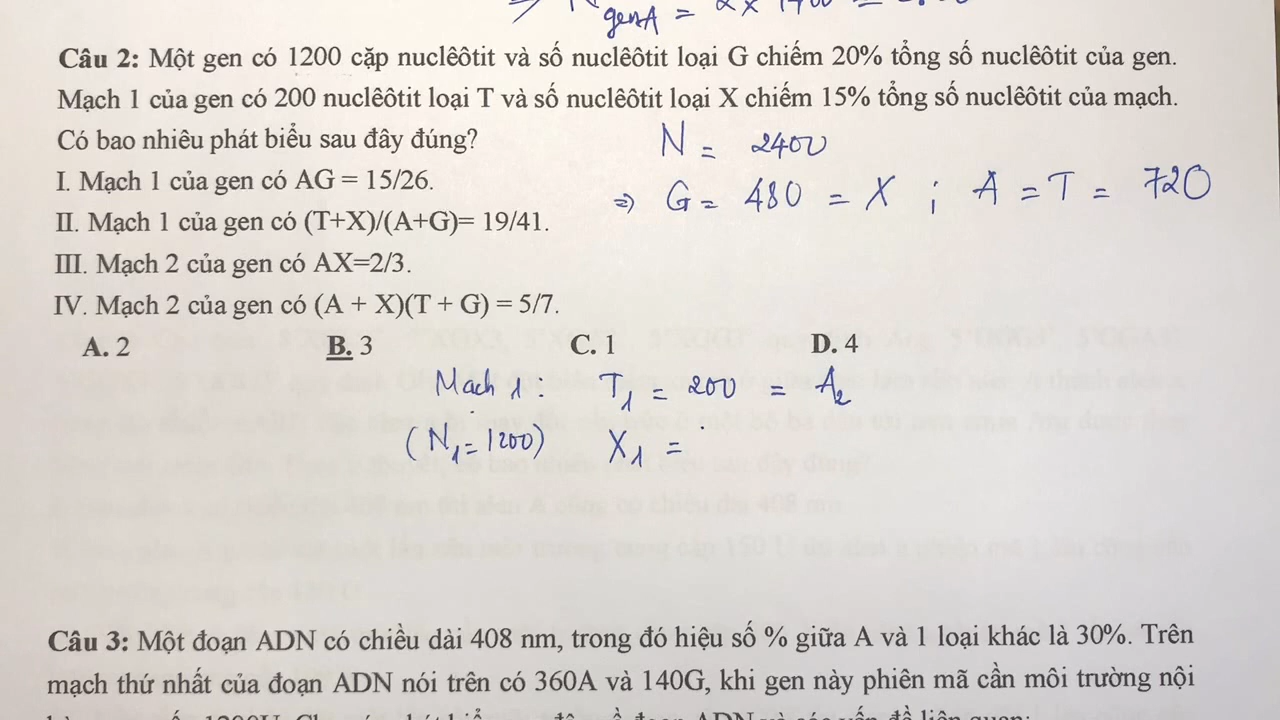 genA = 2x
Câu 2: Một gen có 1200 cặp nuclêôtit và số nuclêôtit loại G chiếm 20% tổng số nuclêôtit của gen.
Mạch 1 của gen có 200 nuclêôtit loại T và số nuclêôtit loại X chiếm 15% tổng số nuclêôtit của mạch.
Có bao nhiêu phát biểu sau đây đúng?
N = 2400
I. Mạch 1 của gen có AG = 15/26.
⇒ G = 480 = X ; A = T = 720
II. Mạch 1 của gen có (T+X)/(A+G)= 19/41.
III. Mạch 2 của gen có AX=2/3.
IV. Mạch 2 của gen có (A + X)(T + G) = 5/7.
A. 2 B. 3 C. 1 D. 4
Mạch 1: T₁ = 200 = A₂
(N₁ = 1200) X₁ =
Câu 3: Một đoạn ADN có chiều dài 408 nm, trong đó hiệu số % giữa A và 1 loại khác là 30%. Trên
mạch thứ nhất của đoạn ADN nói trên có 360A và 140G, khi gen này phiên mã cần môi trường nội